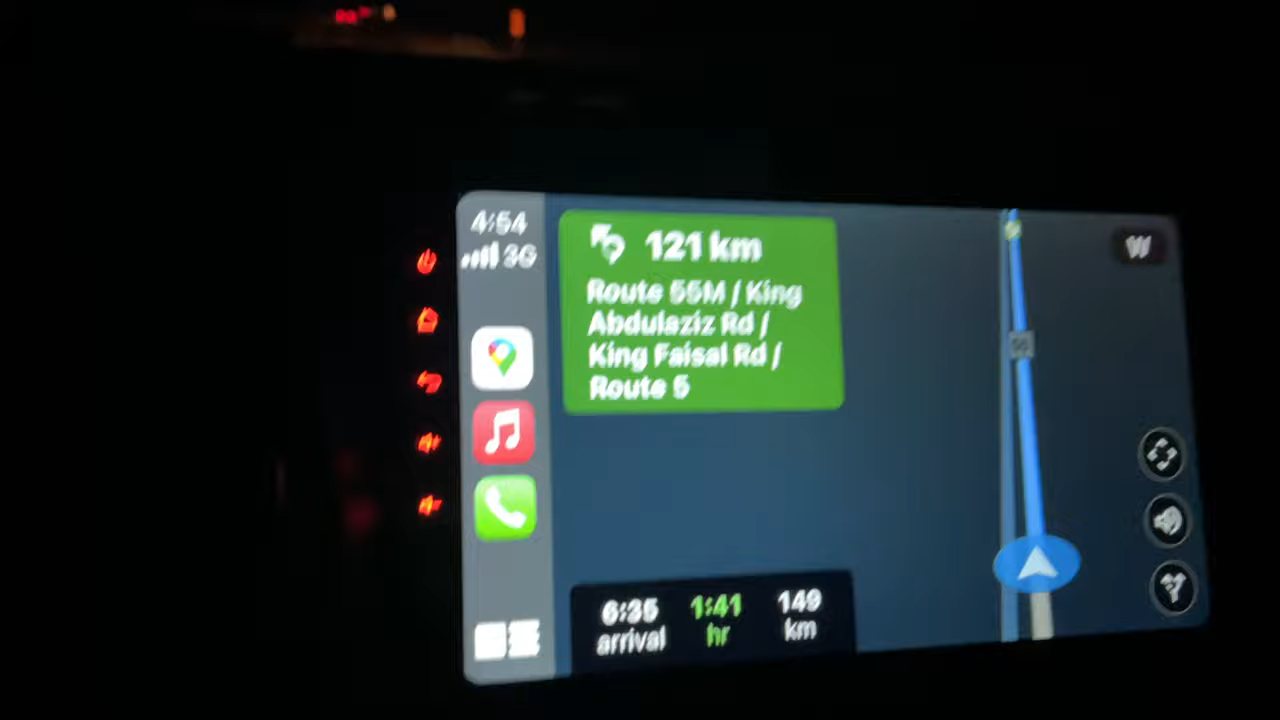 4:54
3G
121 km
Route 55M / King
Abdulaziz Rd /
King Faisal Rd /
Route 5
W
6:35 1:41 149
arrival hr km